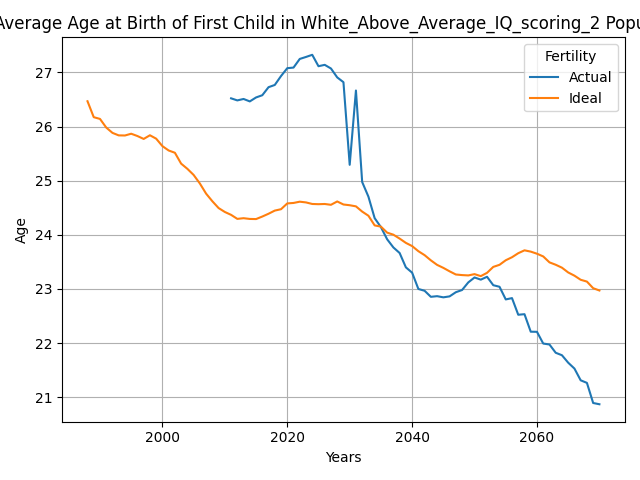 Average Age at Birth of First Child in White_Above_Average_IQ_scoring_2 Popu
Fertility
Actual
Ideal
27
26
25
24
23
22
21
Age
2000
2020
2040
2060
Years